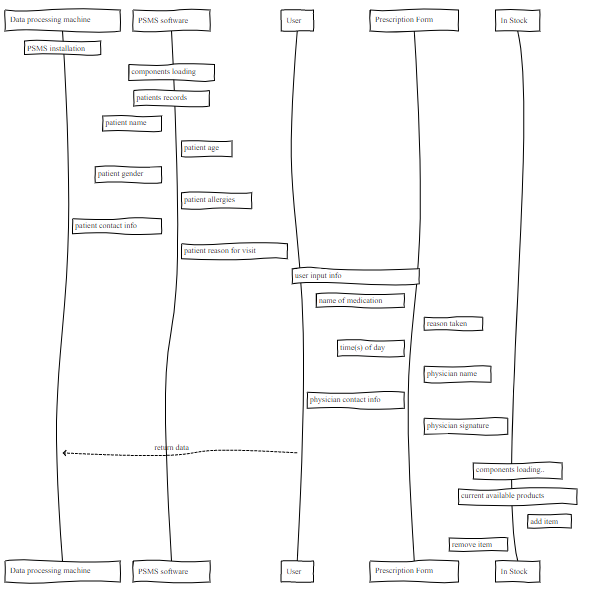 Data processing machine
PSMS software
User
Prescription Form
In Stock
PSMS installation
components loading
patients records
patient name
patient age
patient gender
patient allergies
patient contact info
patient reason for visit
user input info
name of medication
reason taken
time(s) of day
physician name
physician contact info
physician signature
return data
components loading..
current available products
add item
remove item
Data processing machine
PSMS software
User
Prescription Form
In Stock